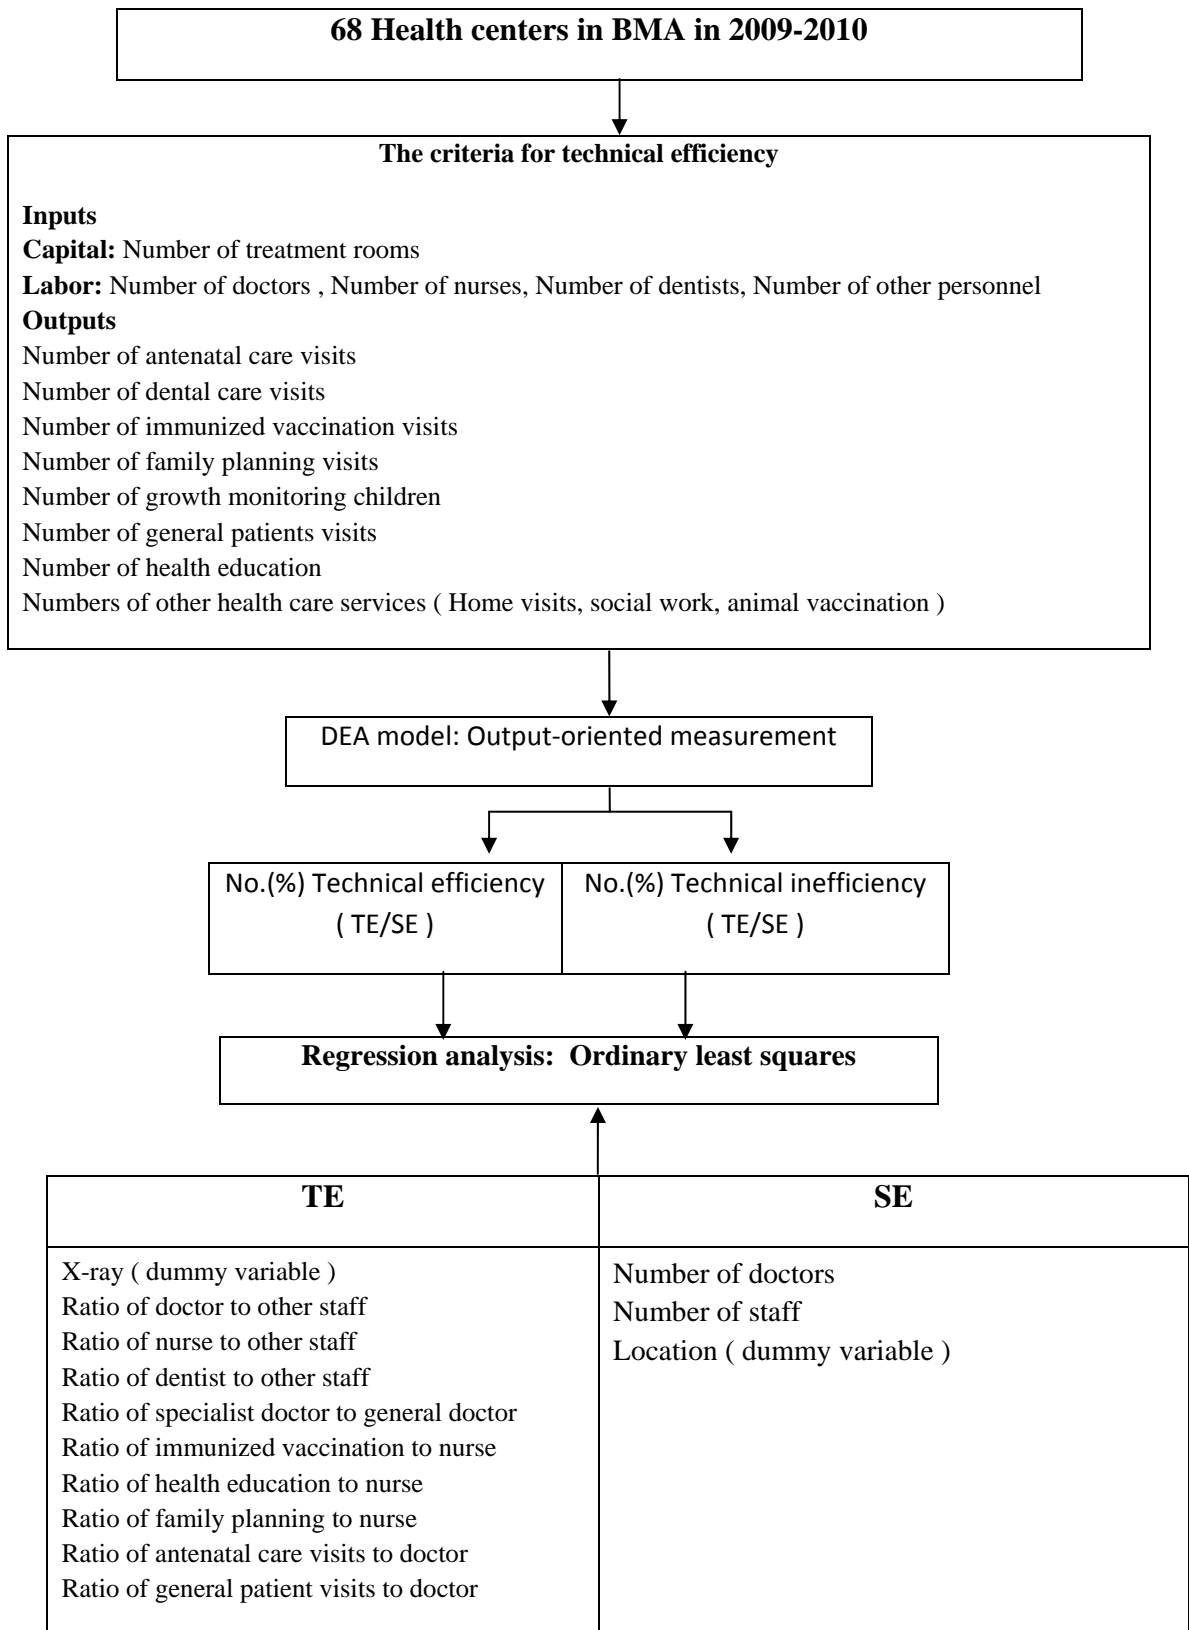 68 Health centers in BMA in 2009-2010
The criteria for technical efficiency
Inputs
Capital: Number of treatment rooms
Labor: Number of doctors , Number of nurses, Number of dentists, Number of other personnel
Outputs
Number of antenatal care visits
Number of dental care visits
Number of immunized vaccination visits
Number of family planning visits
Number of growth monitoring children
Number of general patients visits
Number of health education
Numbers of other health care services ( Home visits, social work, animal vaccination )
DEA model: Output-oriented measurement
No.(%) Technical efficiency
( TE/SE )
No.(%) Technical inefficiency
( TE/SE )
Regression analysis:  Ordinary least squares
TE
X-ray ( dummy variable )
Ratio of doctor to other staff
Ratio of nurse to other staff
Ratio of dentist to other staff
Ratio of specialist doctor to general doctor
Ratio of immunized vaccination to nurse
Ratio of health education to nurse
Ratio of family planning to nurse
Ratio of antenatal care visits to doctor
Ratio of general patient visits to doctor
SE
Number of doctors
Number of staff
Location ( dummy variable )